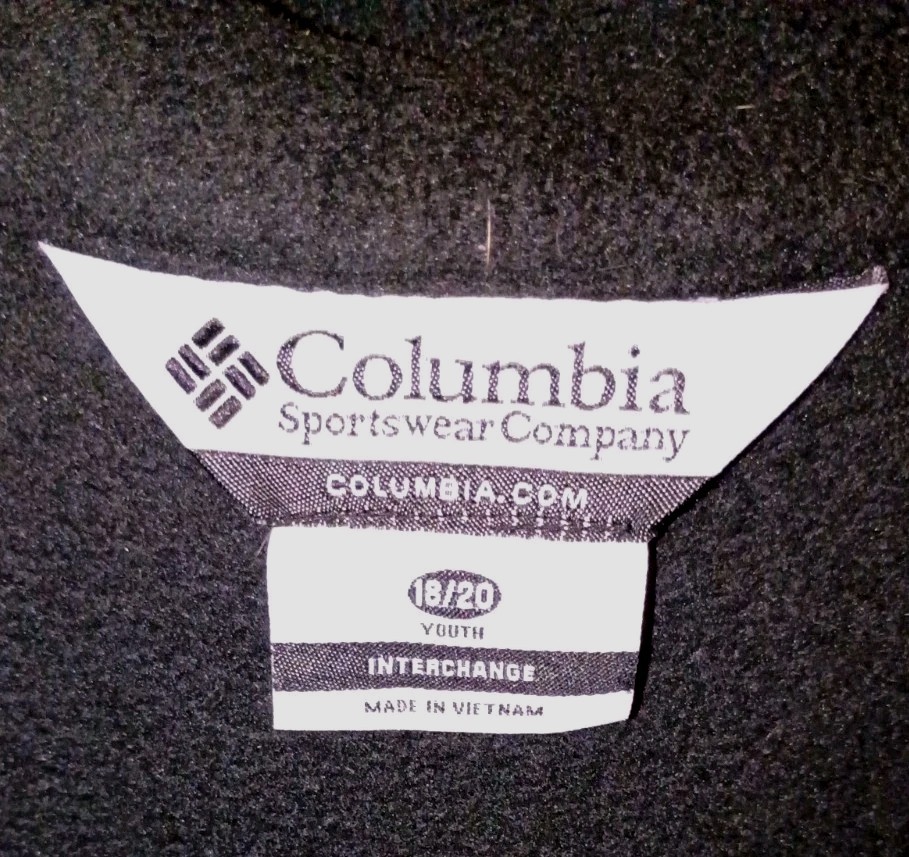 Columbia
Sportswear Company
COLUMBIA.COM
18/20
YOUTH
INTERCHANGE
MADE IN VIETNAM